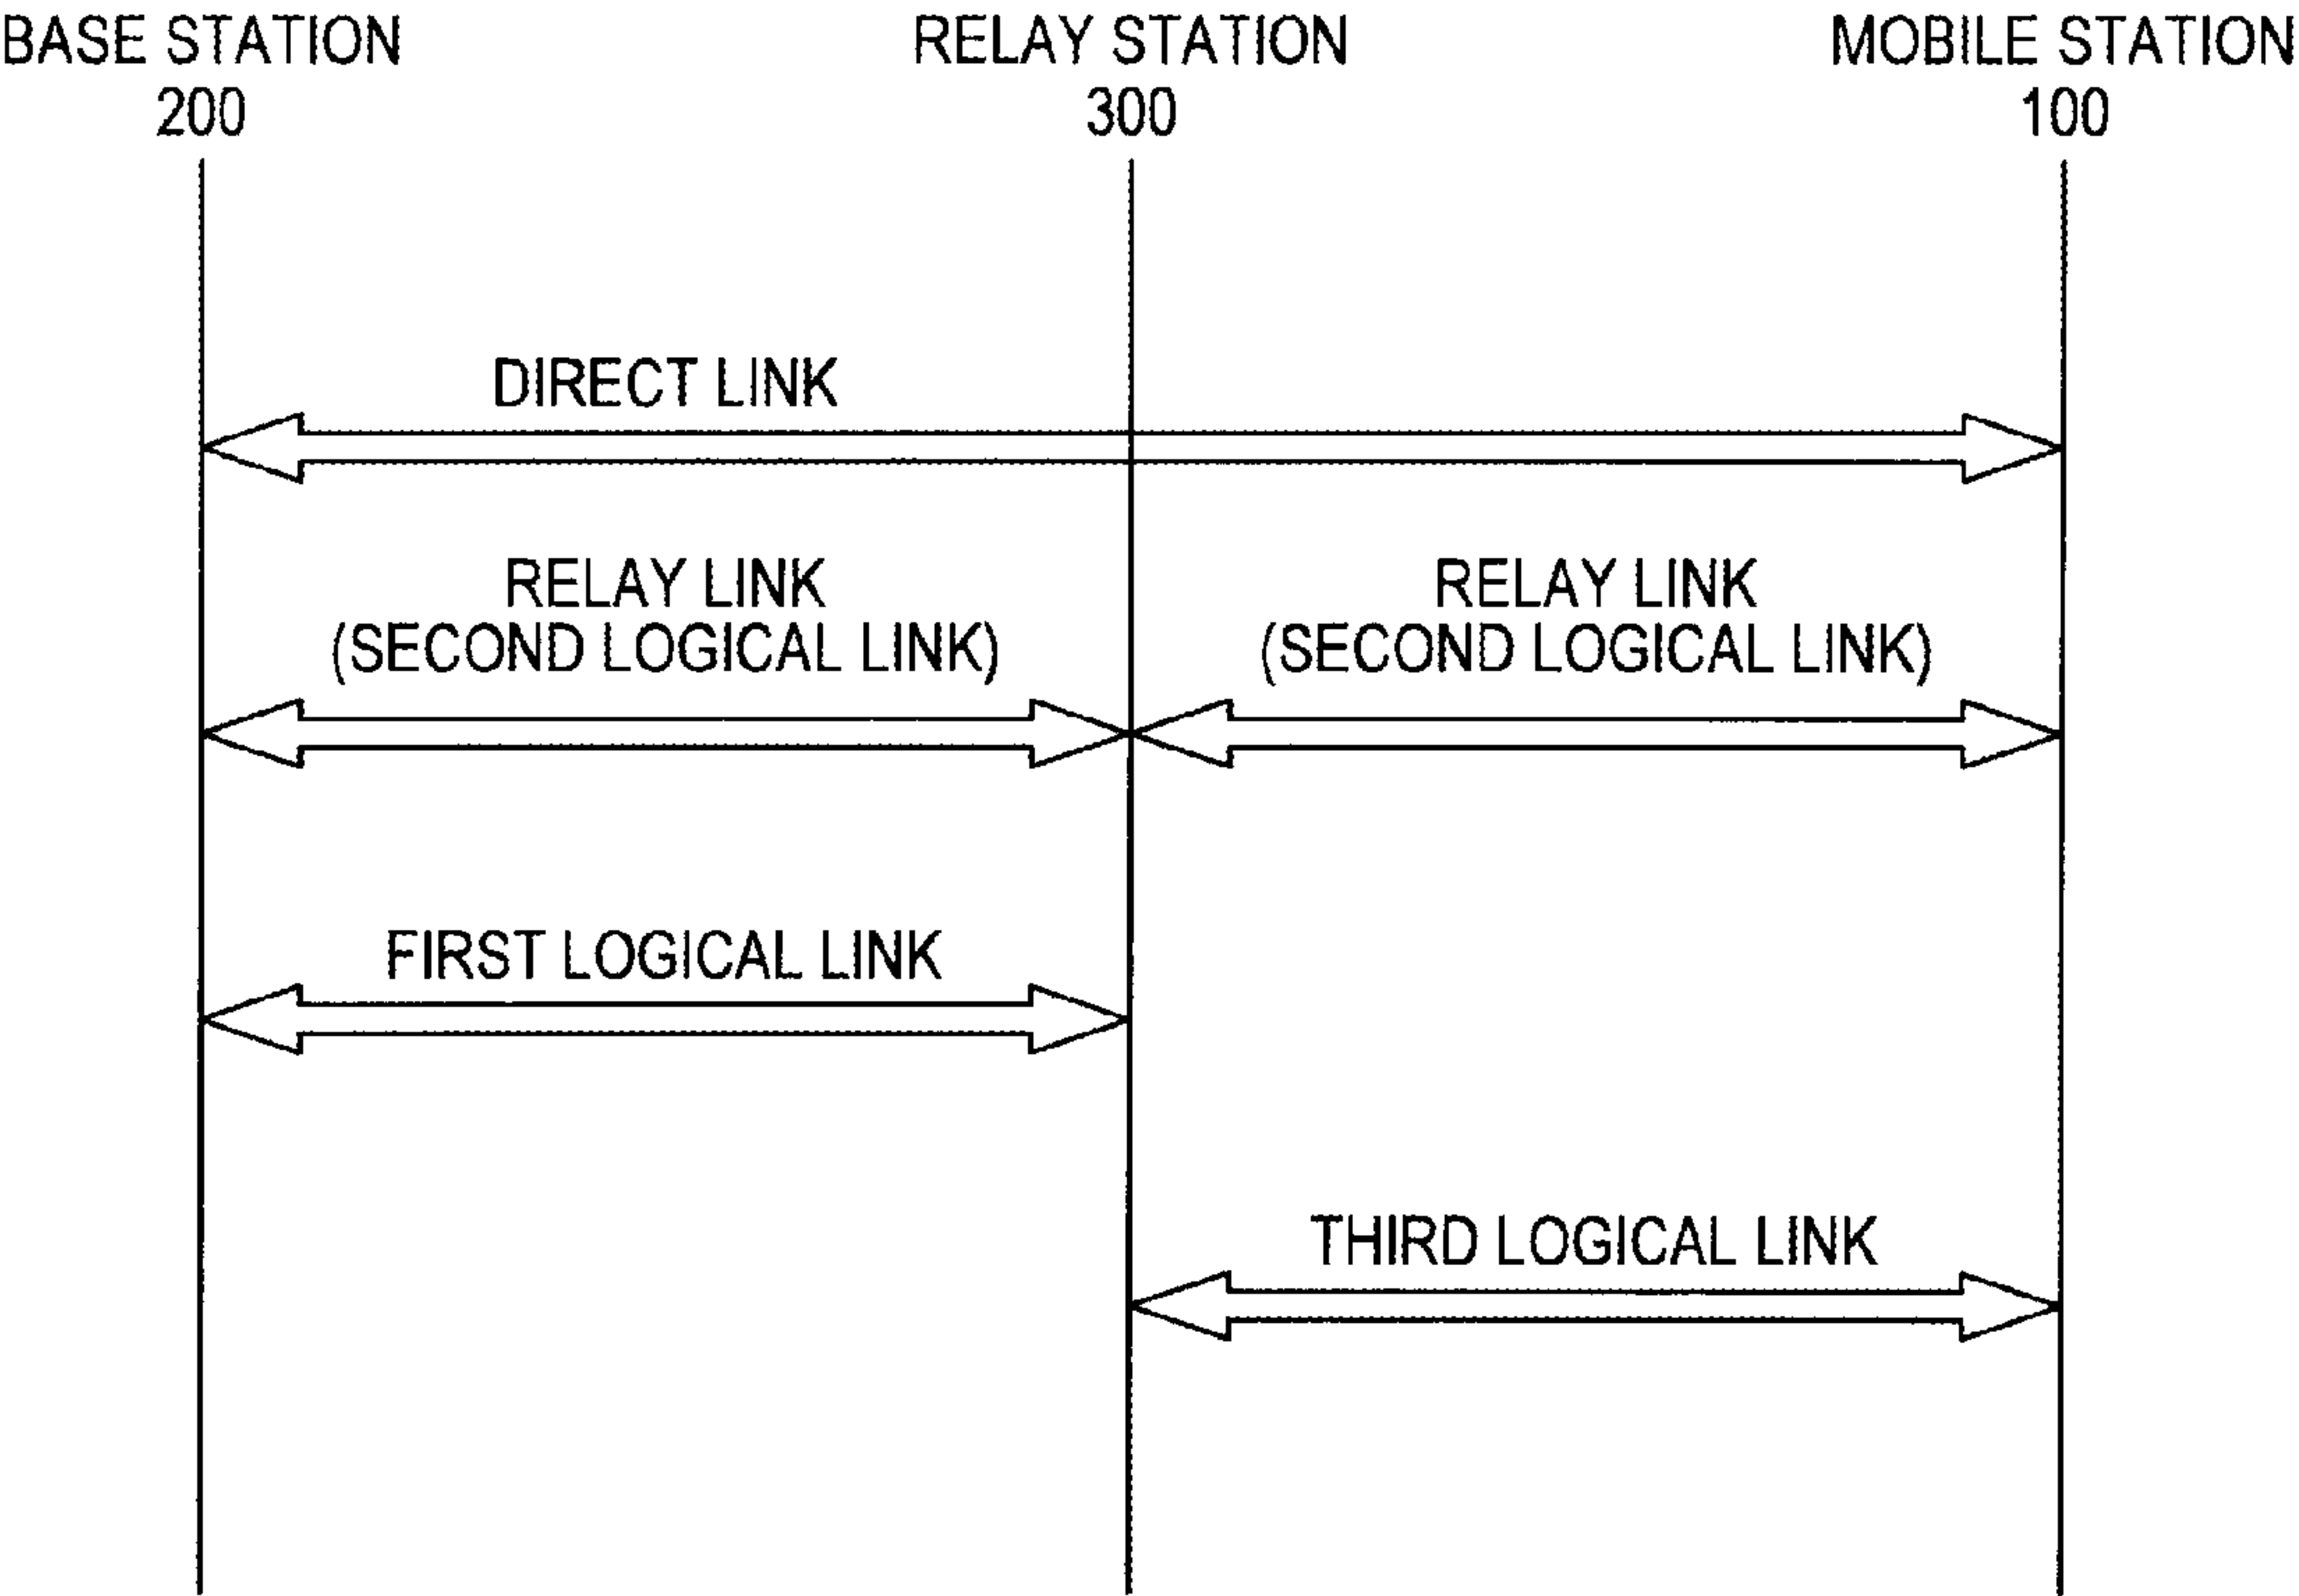 BASE STATION
200
RELAY STATION
300
MOBILE STATION
100
DIRECT LINK
RELAY LINK
(SECOND LOGICAL LINK)
RELAY LINK
(SECOND LOGICAL LINK)
FIRST LOGICAL LINK
THIRD LOGICAL LINK